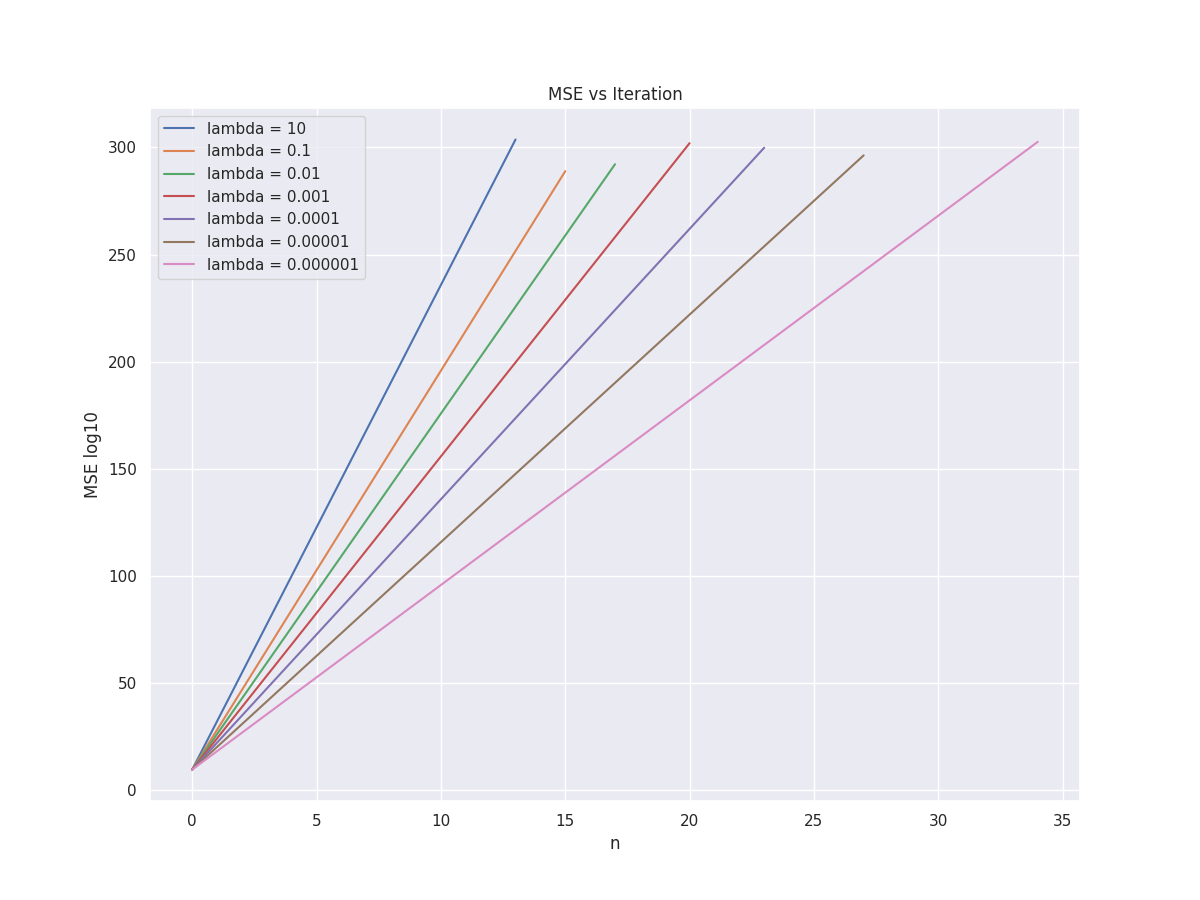 MSE vs Iteration
lambda = 10
lambda = 0.1
lambda = 0.01
lambda = 0.001
lambda = 0.0001
lambda = 0.00001
lambda = 0.000001
300
250
200
150
100
50
0
MSE log10
0 5 10 15 20 25 30 35
n